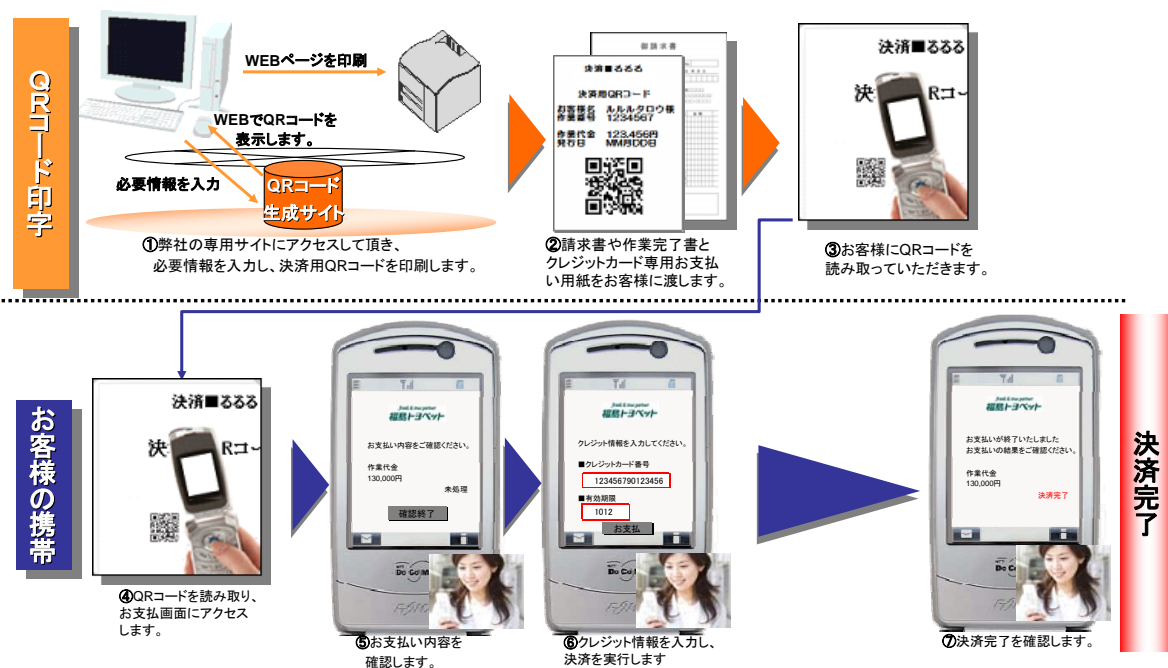 QRコード印字
WEBページを印刷
WEBでQRコードを
表示します。
必要情報を入力
QRコード
生成サイト
①弊社の専用サイトにアクセスして頂き、
必要情報を入力し、決済用QRコードを印刷します。
御請求書
決済■るるる
決済用QRコード
お客様名 ルルルタロウ様
作業番号 1234567
作業代金 123.456円
発行日 MM月DD日
②請求書や作業完了書と
クレジットカード専用お支払
い用紙をお客様に渡します。
決済■るるる
決 Rコー
③お客様にQRコードを
読み取っていただきます。
お客様の携帯
決済■るるる
決 Rコー
④QRコードを読み取り、
お支払画面にアクセス
します。
福島トヨペット
お支払い内容をご確認ください。
作業代金
130,000円
未処理
確認終了
⑤お支払い内容を
確認します。
福島トヨペット
クレジット情報を入力してください。
■クレジットカード番号
123456790123456
■有効期限
1012
お支払
⑥クレジット情報を入力し、
決済を実行します
福島トヨペット
お支払いが終了いたしました
お支払いの結果をご確認ください。
作業代金
130,000円
決済完了
⑦決済完了を確認します。
決済完了